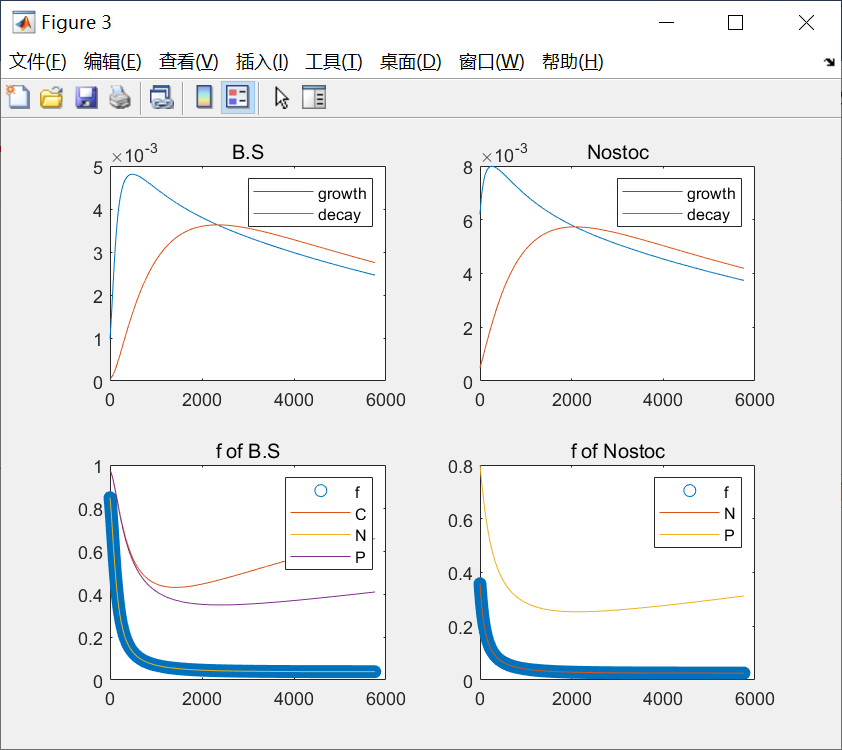 Figure 3
文件(F) 编辑(E) 查看(V) 插入(I) 工具(T) 桌面(D) 窗口(W) 帮助(H)
×10-3
B.S
5
4
3
2
1
0
growth
decay
0 2000 4000 6000
×10-3
Nostoc
8
6
4
2
0
growth
decay
0 2000 4000 6000
f of B.S
1
0.8
0.6
0.4
0.2
0
f
C
N
P
0 2000 4000 6000
f of Nostoc
0.8
0.6
0.4
0.2
0
f
N
P
0 2000 4000 6000